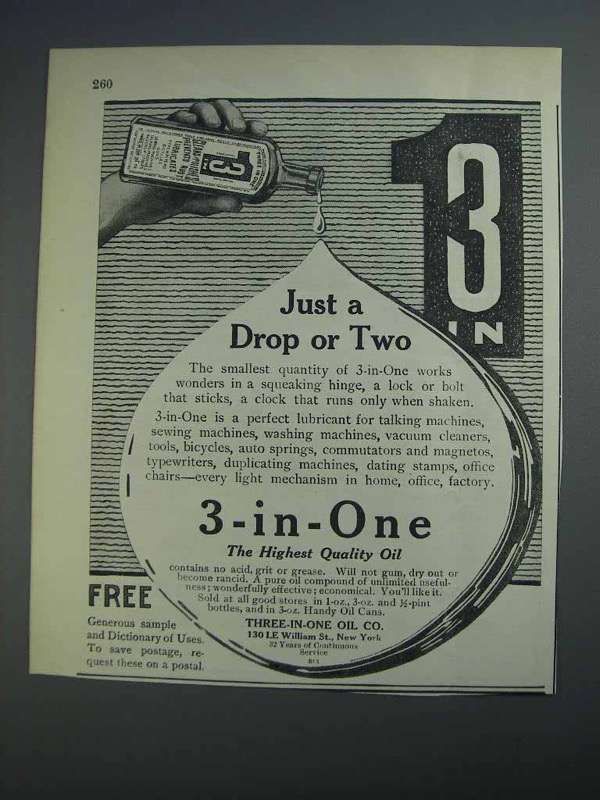 260
3
IN
Just a
Drop or Two
The smallest quantity of 3-in-One works
wonders in a squeaking hinge, a lock or bolt
that sticks, a clock that runs only when shaken.
3-in-One is a perfect lubricant for talking machines,
sewing machines, washing machines, vacuum cleaners,
tools, bicycles, auto springs, commutators and magnetos,
typewriters, duplicating machines, dating stamps, office
chairs—every light mechanism in home, office, factory.
3-in-One
The Highest Quality Oil
contains no acid, grit or grease. Will not gum, dry out or
become rancid. A pure oil compound of unlimited useful-
ness; wonderfully effective; economical. You'll like it.
Sold at all good stores in 1-oz., 3-oz. and ½-pint
bottles, and in 3-oz. Handy Oil Cans.
THREE-IN-ONE OIL CO.
130 LE William St., New York
32 Years of Continuous
Service
FREE
Generous sample
and Dictionary of Uses.
To save postage, re-
quest these on a postal.